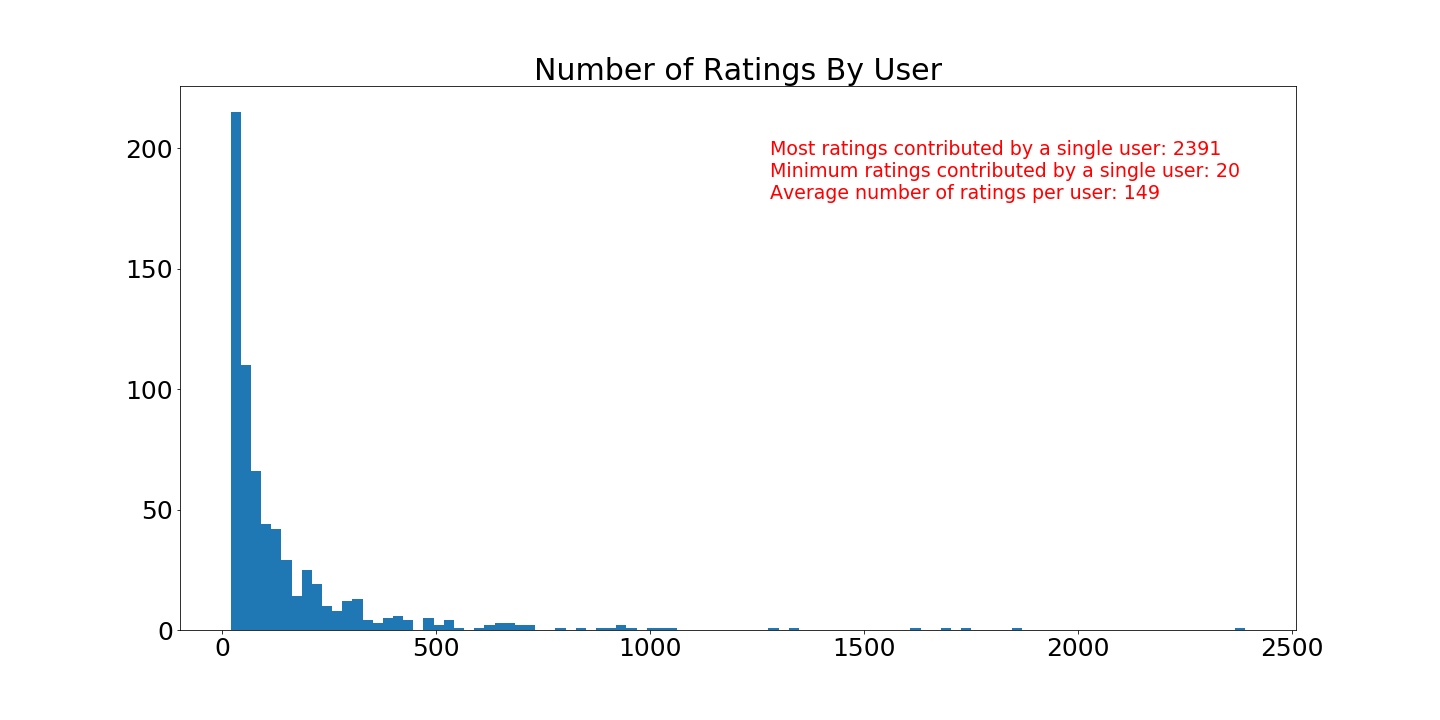 Number of Ratings By User
Most ratings contributed by a single user: 2391
Minimum ratings contributed by a single user: 20
Average number of ratings per user: 149
200
150
100
50
0
0 500 1000 1500 2000 2500